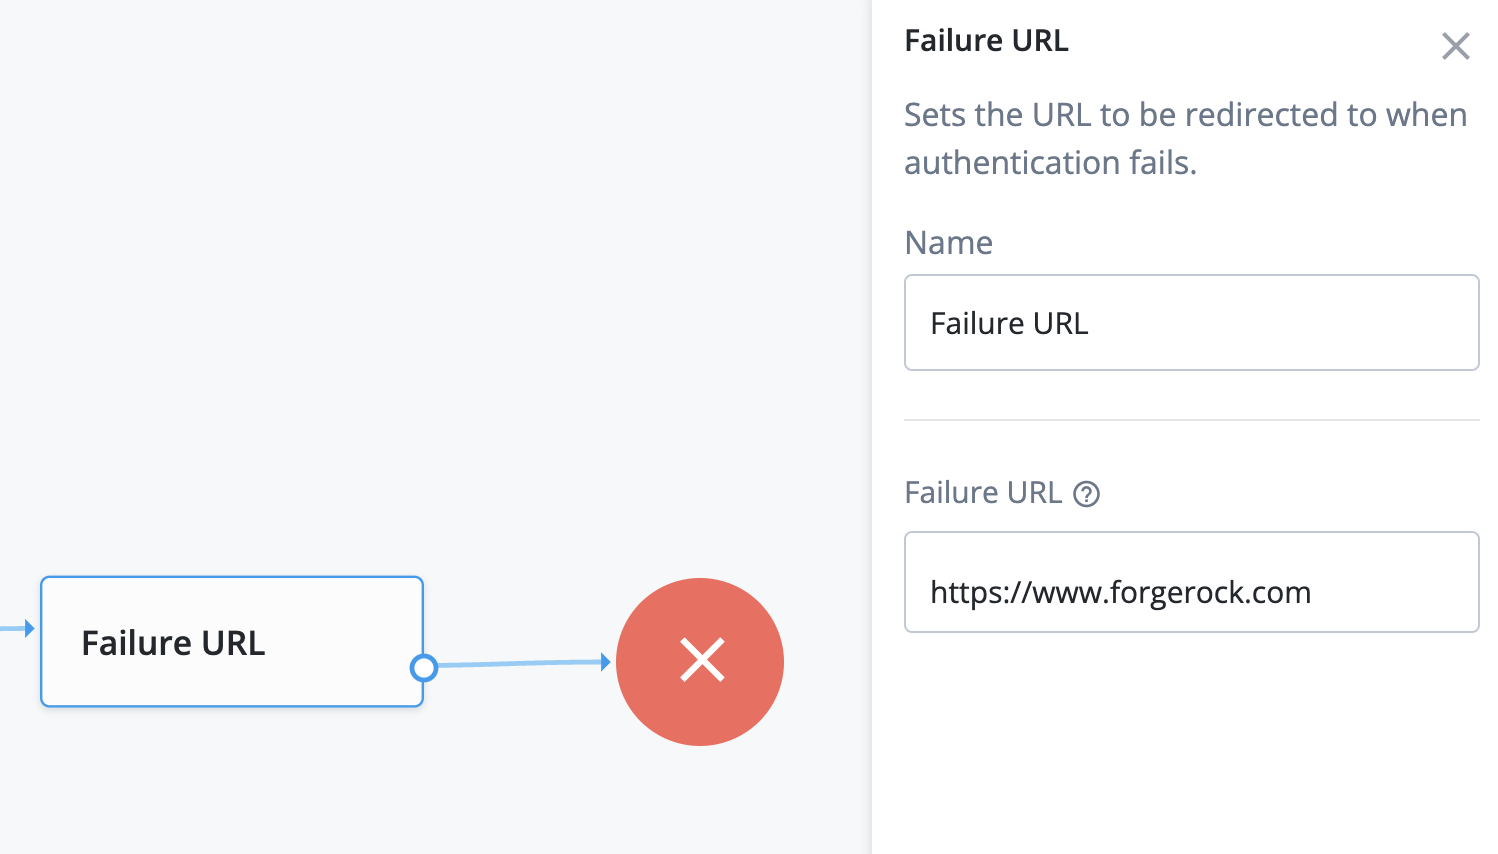 Failure URL
Sets the URL to be redirected to when
authentication fails.
Name
Failure URL
Failure URL
https://www.forgerock.com
Failure URL